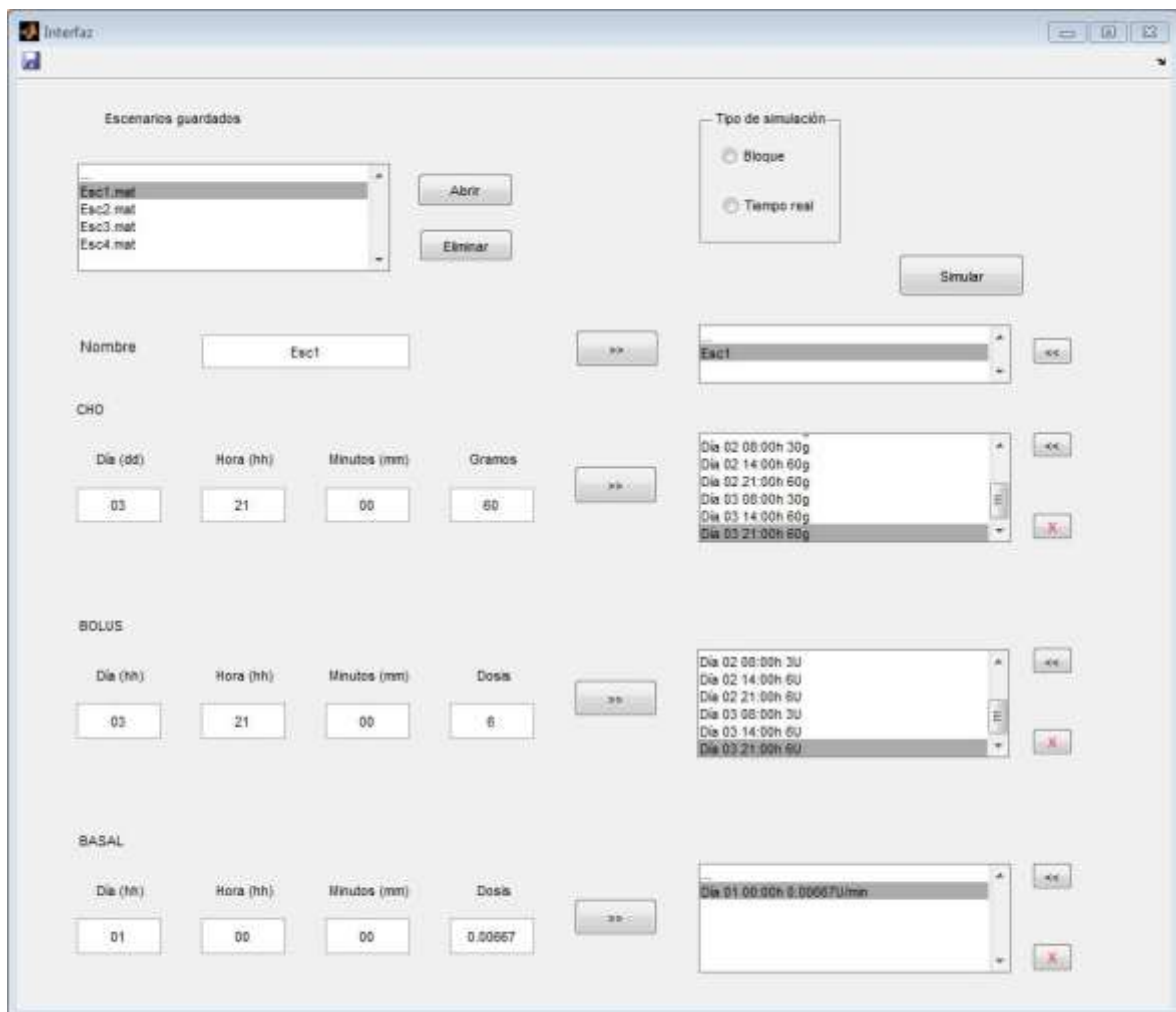 Interfaz
Escenarios guardados
Tipo de simulación
Bloque
Tiempo real
...
Esc1.mat
Esc2.mat
Esc3.mat
Esc4.mat
Abrir
Eliminar
Simular
Nombre
Esc1
>>
...
Esc1
<<
CHO
Día (dd) Hora (hh) Minutos (mm) Gramos
03 21 00 60
>>
Día 02 08:00h 30g
Día 02 14:00h 60g
Día 02 21:00h 60g
Día 03 08:00h 30g
Día 03 14:00h 60g
Día 03 21:00h 60g
<<
X
BOLUS
Día (hh) Hora (hh) Minutos (mm) Dosis
03 21 00 6
>>
Día 02 08:00h 3U
Día 02 14:00h 6U
Día 02 21:00h 6U
Día 03 08:00h 3U
Día 03 14:00h 6U
Día 03 21:00h 6U
<<
X
BASAL
Día (hh) Hora (hh) Minutos (mm) Dosis
01 00 00 0.00667
>>
...
Día 01 00:00h 0.00667U/min
<<
X